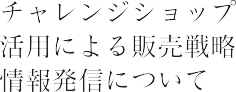 チャレンジショップ
活用による販売戦略
情報発信について